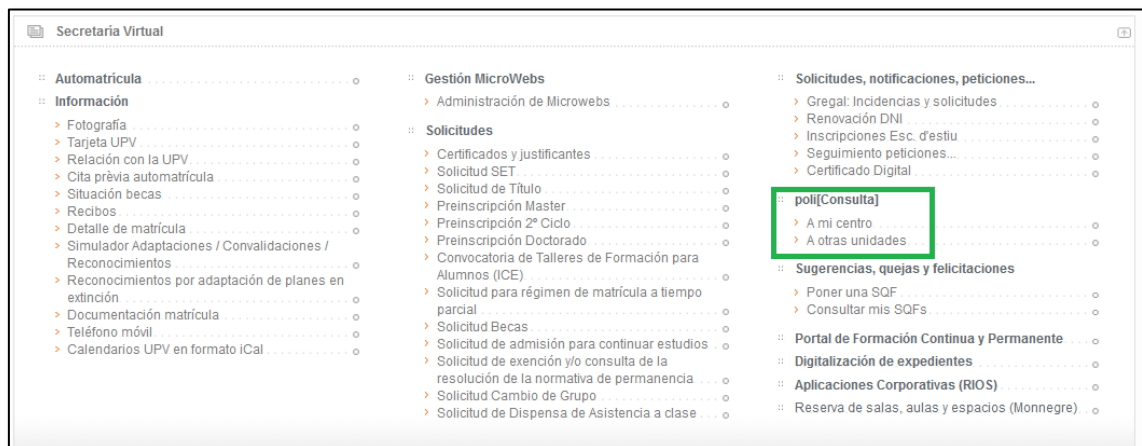 Secretaría Virtual
Automatrícula
Información
Fotografía
Tarjeta UPV
Relación con la UPV
Cita prèvia automatrícula
Situación becas
Recibos
Detalle de matrícula
Simulador Adaptaciones / Convalidaciones /
Reconocimientos
Reconocimientos por adaptación de planes en
extinción
Documentación matrícula
Teléfono móvil
Calendarios UPV en formato iCal
Gestión MicroWebs
Administración de Microwebs
Solicitudes
Certificados y justificantes
Solicitud SET
Solicitud de Título
Preinscripción Master
Preinscripción 2º Ciclo
Preinscripción Doctorado
Convocatoria de Talleres de Formación para
Alumnos (ICE)
Solicitud para régimen de matrícula a tiempo
parcial
Solicitud Becas
Solicitud de admisión para continuar estudios
Solicitud de exención y/o consulta de la
resolución de la normativa de permanencia
Solicitud Cambio de Grupo
Solicitud de Dispensa de Asistencia a clase
Solicitudes, notificaciones, peticiones...
Gregal: Incidencias y solicitudes
Renovación DNI
Inscripciones Esc. d'estiu
Seguimiento peticiones...
Certificado Digital
poli[Consulta]
A mi centro
A otras unidades
Sugerencias, quejas y felicitaciones
Poner una SQF
Consultar mis SQFs
Portal de Formación Continua y Permanente
Digitalización de expedientes
Aplicaciones Corporativas (RIOS)
Reserva de salas, aulas y espacios (Monnegre)